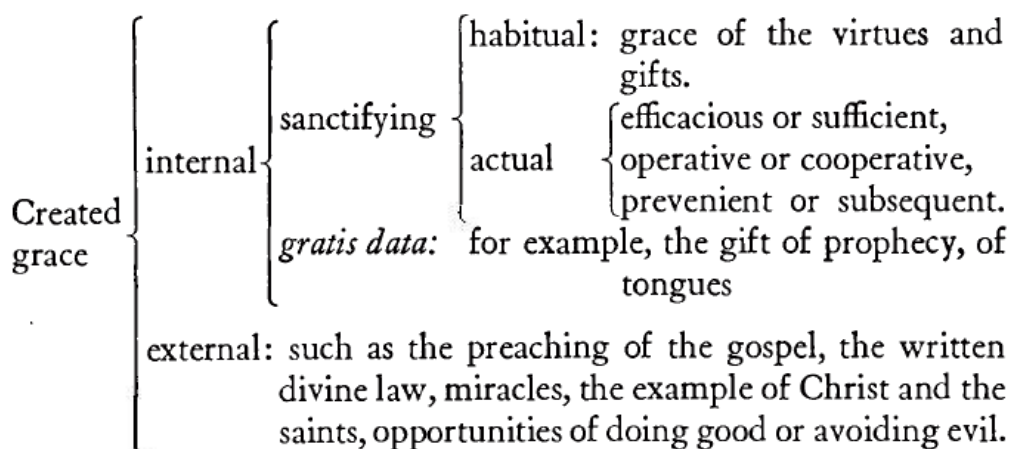 habitual: grace of the virtues and
gifts.
sanctifying
efficacious or sufficient,
internal
actual
operative or cooperative,
Created
prevenient or subsequent.
grace
gratis data: for example, the gift of prophecy, of
tongues
external: such as the preaching of the gospel, the written
divine law, miracles, the example of Christ and the
saints, opportunities of doing good or avoiding evil.